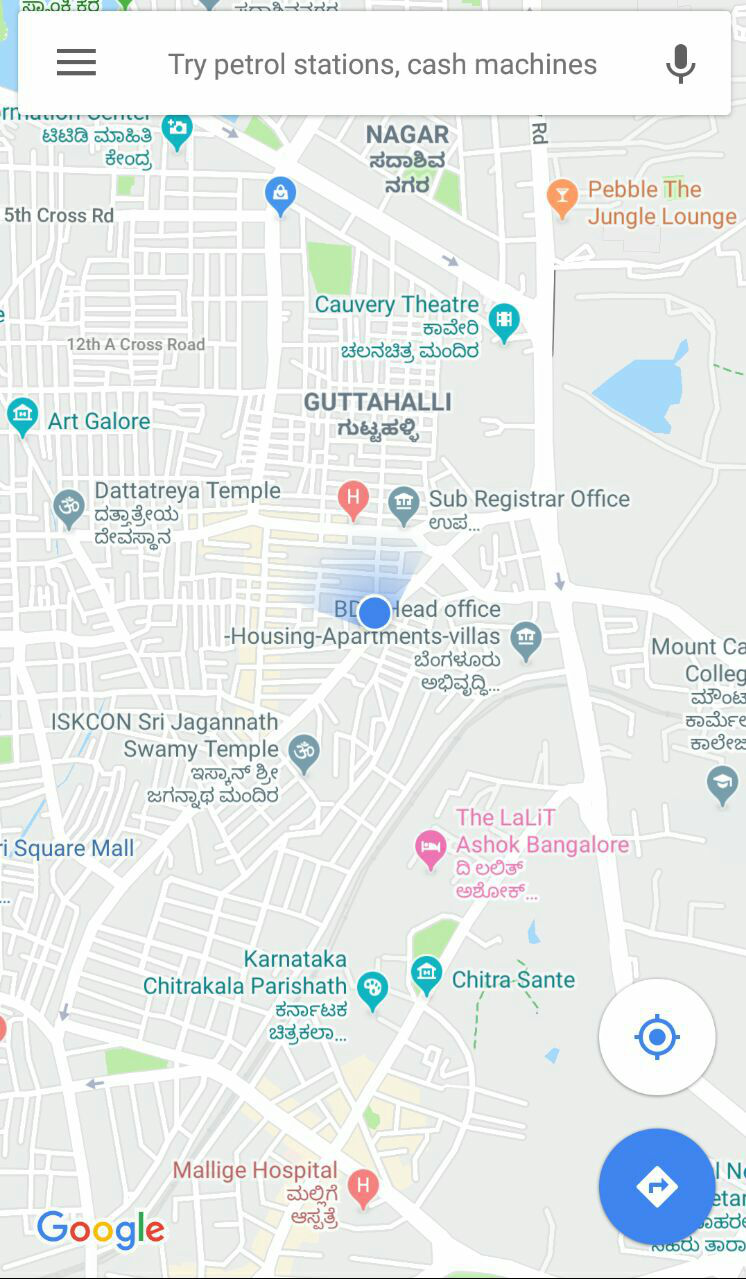 Try petrol stations, cash machines
ಟಿಟಿಡಿ ಮಾಹಿತಿ
ಕೇಂದ್ರ
NAGAR
ಸದಾಶಿವ
ನಗರ
Rd
Pebble The
Jungle Lounge
5th Cross Rd
Cauvery Theatre
ಕಾವೇರಿ
ಚಲನಚಿತ್ರ ಮಂದಿರ
12th A Cross Road
GUTTAHALLI
ಗುಟ್ಟಹಳ್ಳಿ
Art Galore
Dattatreya Temple
ದತ್ತಾತ್ರೇಯ
ದೇವಸ್ಥಾನ
H
Sub Registrar Office
ಉಪ...
Head office
-Housing-Apartments-villas
ಬೆಂಗಳೂರು
ಅಭಿವೃದ್ಧಿ...
Mount Ca
Colleg
ಮೌಂಟ
ಕಾರ್ಮೆಲ
ಕಾಲೇಜ
ISKCON Sri Jagannath
Swamy Temple
ಇಸ್ಕಾನ್ ಶ್ರೀ
ಜಗನ್ನಾಥ ಮಂದಿರ
ri Square Mall
The LaLiT
Ashok Bangalore
ದಿ ಲಲಿತ್
ಅಶೋಕ್...
Karnataka
Chitrakala Parishath
ಕರ್ನಾಟಕ
ಚಿತ್ರಕಲಾ...
Chitra Sante
Mallige Hospital
ಮಲ್ಲಿಗೆ
ಆಸ್ಪತ್ರೆ
H
Google